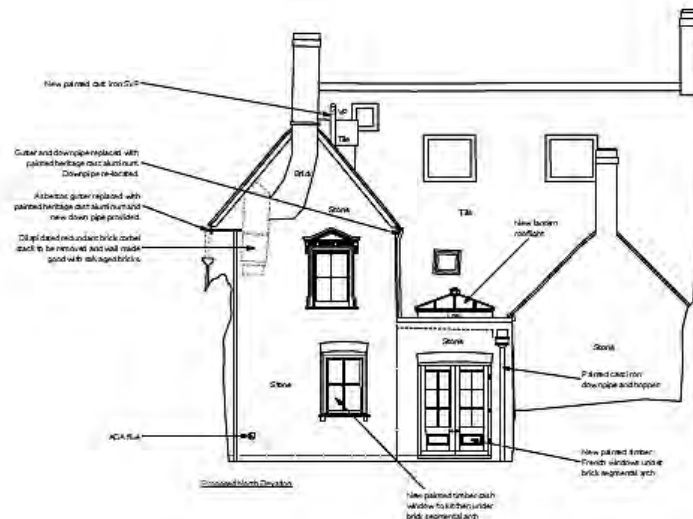 New painted cast iron SVP
VP
Tile
Gutter and downpipe replaced with
painted heritage cast aluminum
Downpipe re-located.
Brick
Asbestos gutter replaced with
painted heritage cast aluminum and
new down pipe provided.
Stone
Tile
New lantern
rooflight
Dilapidated redundant brick corbel
stack to be removed and wall made
good with salvaged bricks.
Stone
Stone
Stone
Painted cast iron
downpipe and hopper
New painted timber
French windows under
brick segmental arch
Proposed North Elevation
New painted timber sash
window to kitchen under
brick segmental arch